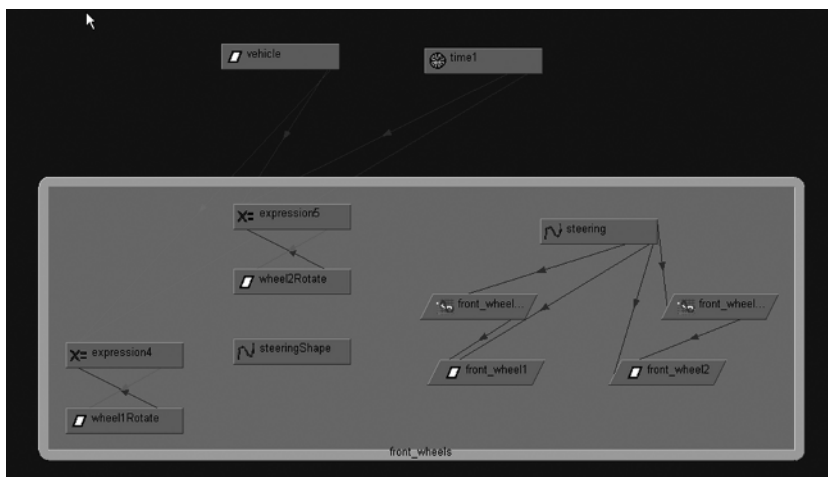 vehicle
time1
X= expression5
steering
wheel2Rotate
front_wheel...
front_wheel...
X= expression4
steeringShape
front_wheel1
front_wheel2
wheel1Rotate
front_wheels